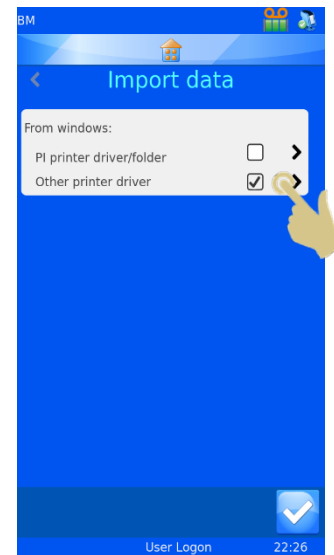 BM
Import data
From windows:
PI printer driver/folder
Other printer driver
User Logon 22:26